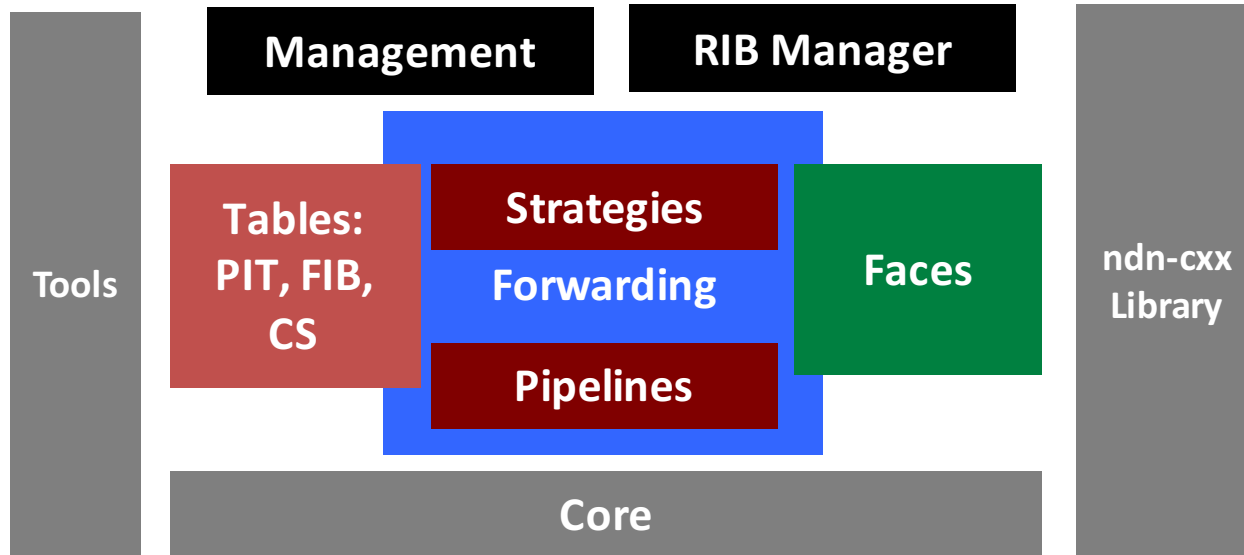 Management
RIB Manager
Tools
Tables:
PIT, FIB,
CS
Strategies
Forwarding
Pipelines
Faces
ndn-cxx
Library
Core